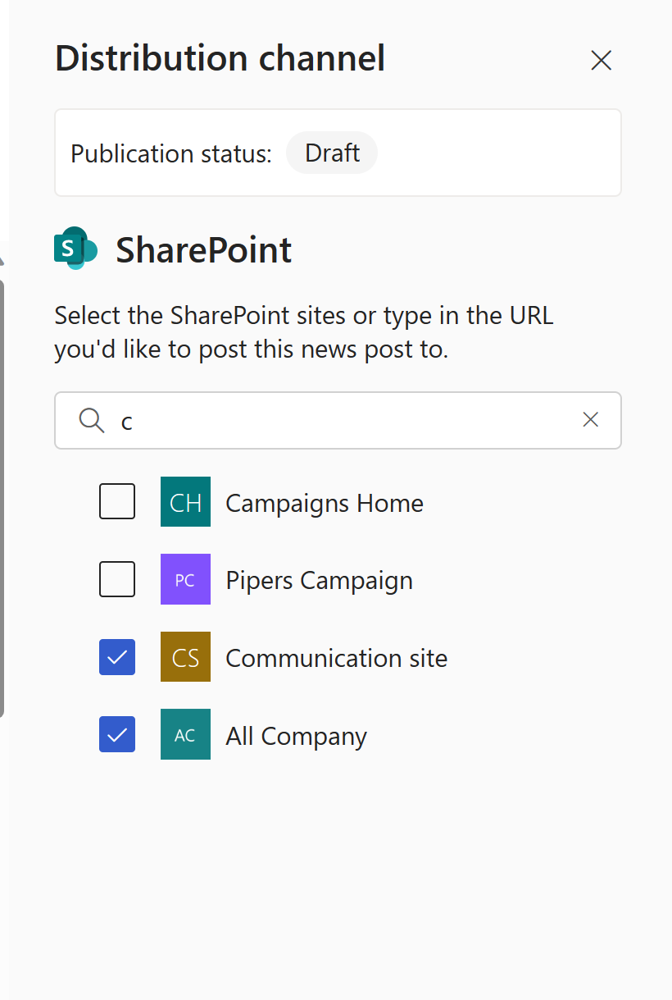 Distribution channel
Publication status: Draft
S SharePoint
Select the SharePoint sites or type in the URL
you'd like to post this news post to.
c
CH Campaigns Home
PC Pipers Campaign
CS Communication site
AC All Company